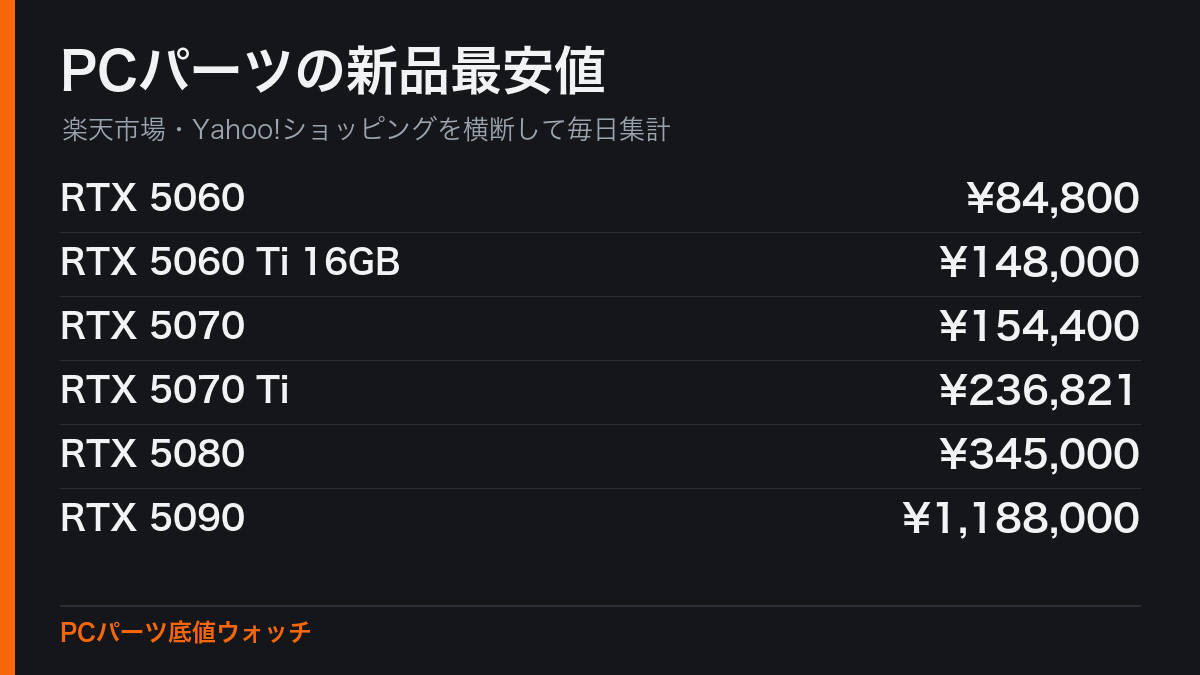 PCパーツの新品最安値
楽天市場・Yahoo!ショッピングを横断して毎日集計
RTX 5060 ¥84,800
RTX 5060 Ti 16GB ¥148,000
RTX 5070 ¥154,400
RTX 5070 Ti ¥236,821
RTX 5080 ¥345,000
RTX 5090 ¥1,188,000
PCパーツ底値ウォッチ